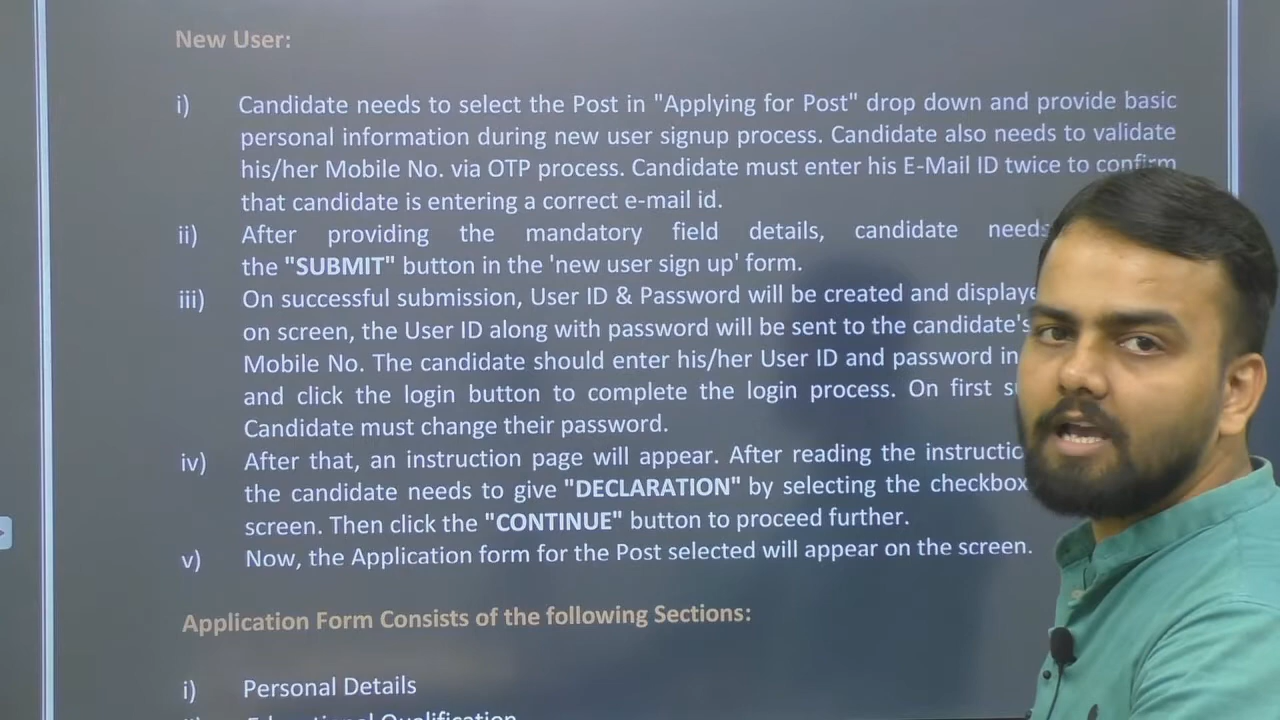 New User:
i) Candidate needs to select the Post in "Applying for Post" drop down and provide basic
personal information during new user signup process. Candidate also needs to validate
his/her Mobile No. via OTP process. Candidate must enter his E-Mail ID twice to confirm
that candidate is entering a correct e-mail id.
ii) After providing the mandatory field details, candidate needs
the "SUBMIT" button in the 'new user sign up' form.
iii) On successful submission, User ID & Password will be created and
on screen, the User ID along with password will be sent to the candidate's
Mobile No. The candidate should enter his/her User ID and password in
and click the login button to complete the login process. On first
Candidate must change their password.
iv) After that, an instruction page will appear. After reading the
the candidate needs to give "DECLARATION" by selecting the checkbox
screen. Then click the "CONTINUE" button to proceed further.
v) Now, the Application form for the Post selected will appear on the screen.
Application Form Consists of the following Sections:
i) Personal Details
Educational Qualification